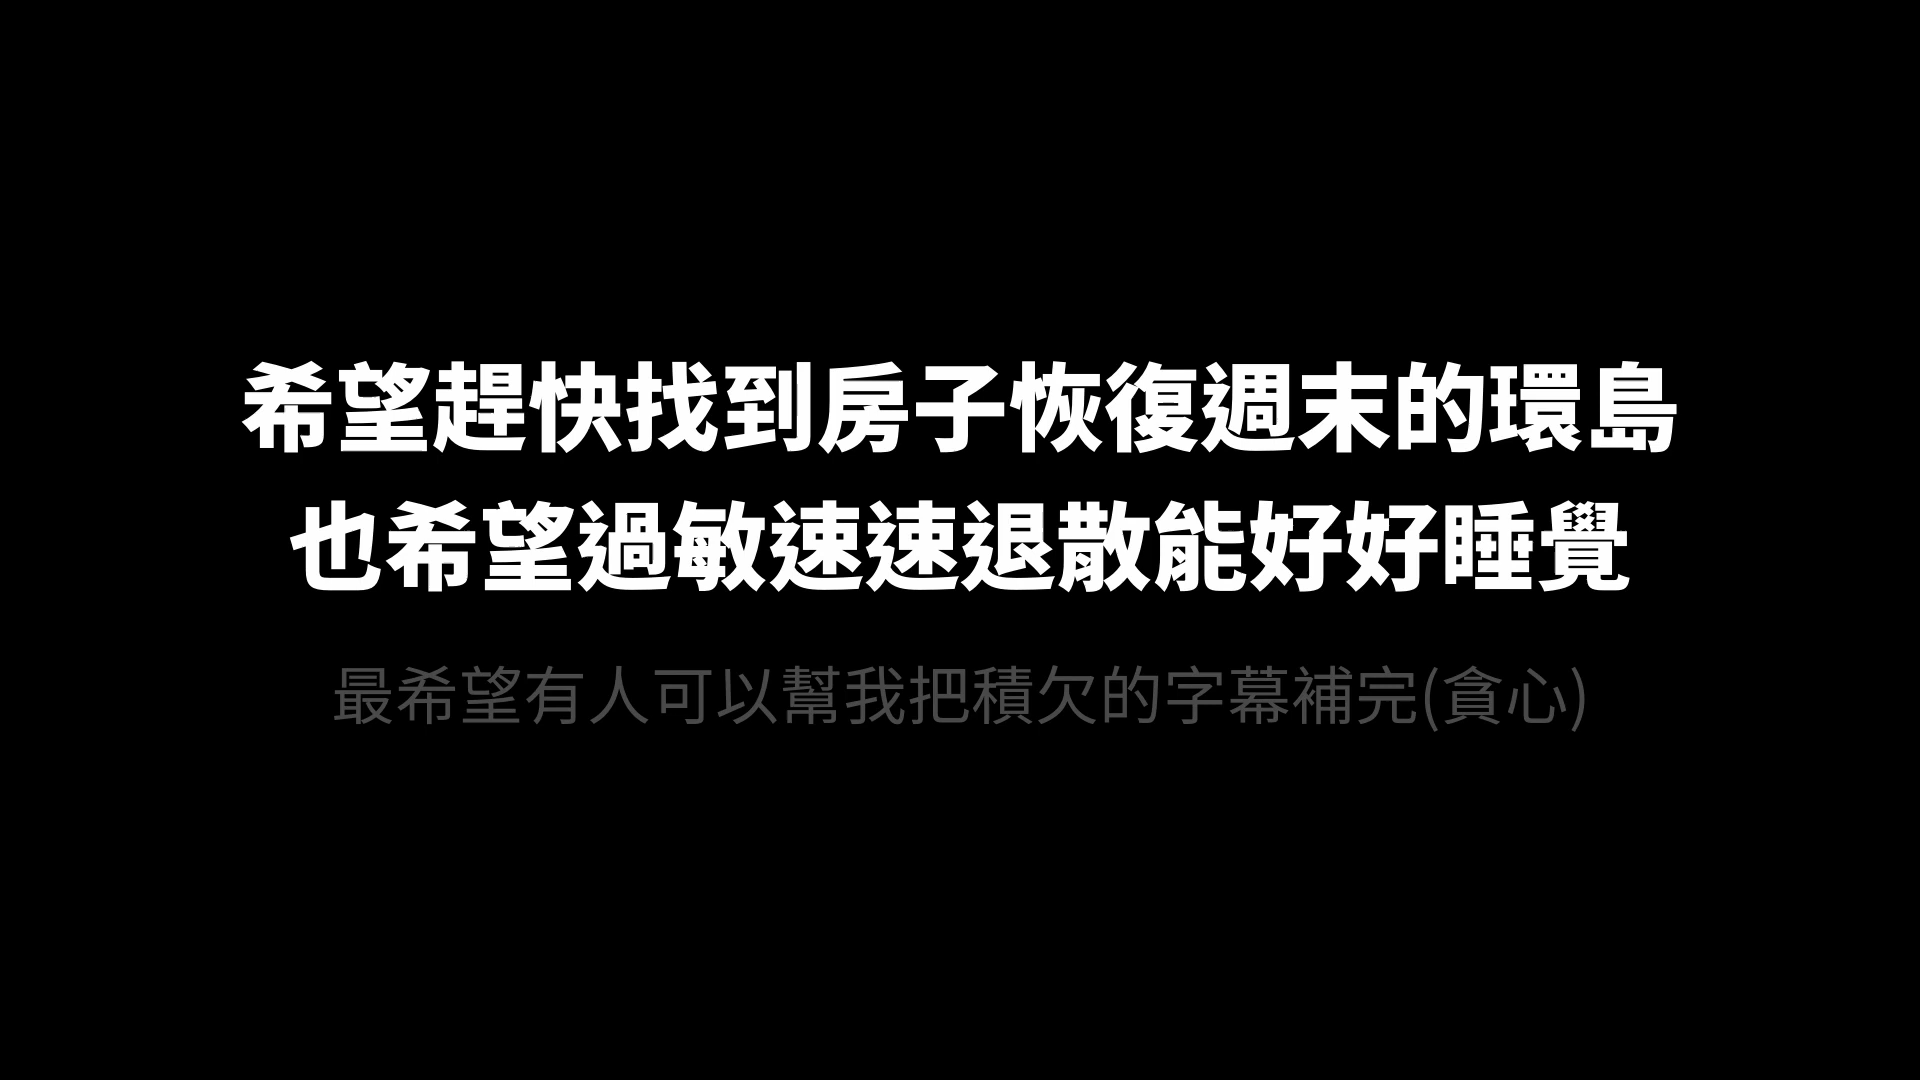 希望趕快找到房子恢復週末的環島
也希望過敏速速退散能好好睡覺
最希望有人可以幫我把積欠的字幕補完(貪心)